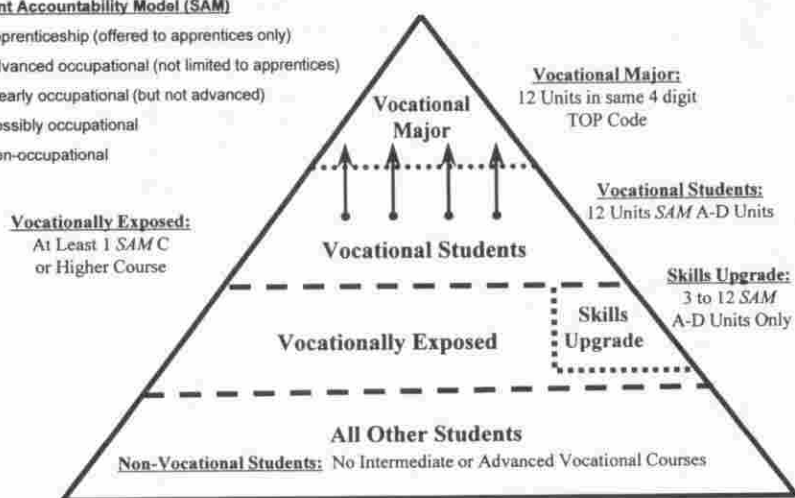 Accountability Model (SAM)
(offered to apprentices only)
occupational (not limited to apprentices)
occupational (but not advanced)
occupational
Vocational
Major
Vocational Major:
12 Units in same 4 digit
TOP Code
Vocationally Exposed:
At Least 1 SAM C
or Higher Course
Vocational Students
Vocational Students:
12 Units SAM A-D Units
Skills Upgrade:
3 to 12 SAM
A-D Units Only
Vocationally Exposed
Skills
Upgrade
All Other Students
Non-Vocational Students: No Intermediate or Advanced Vocational Courses